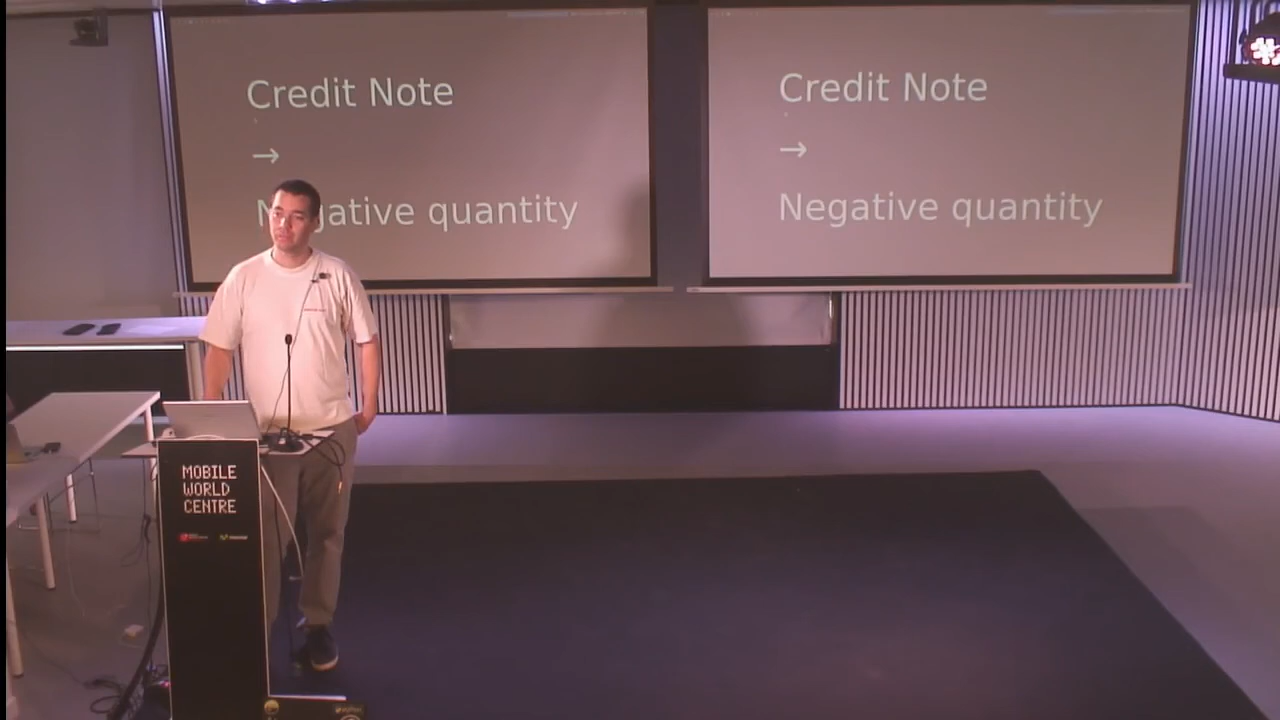 Credit Note
→
Negative quantity
Credit Note
→
Negative quantity
MOBILE
WORLD
CENTRE